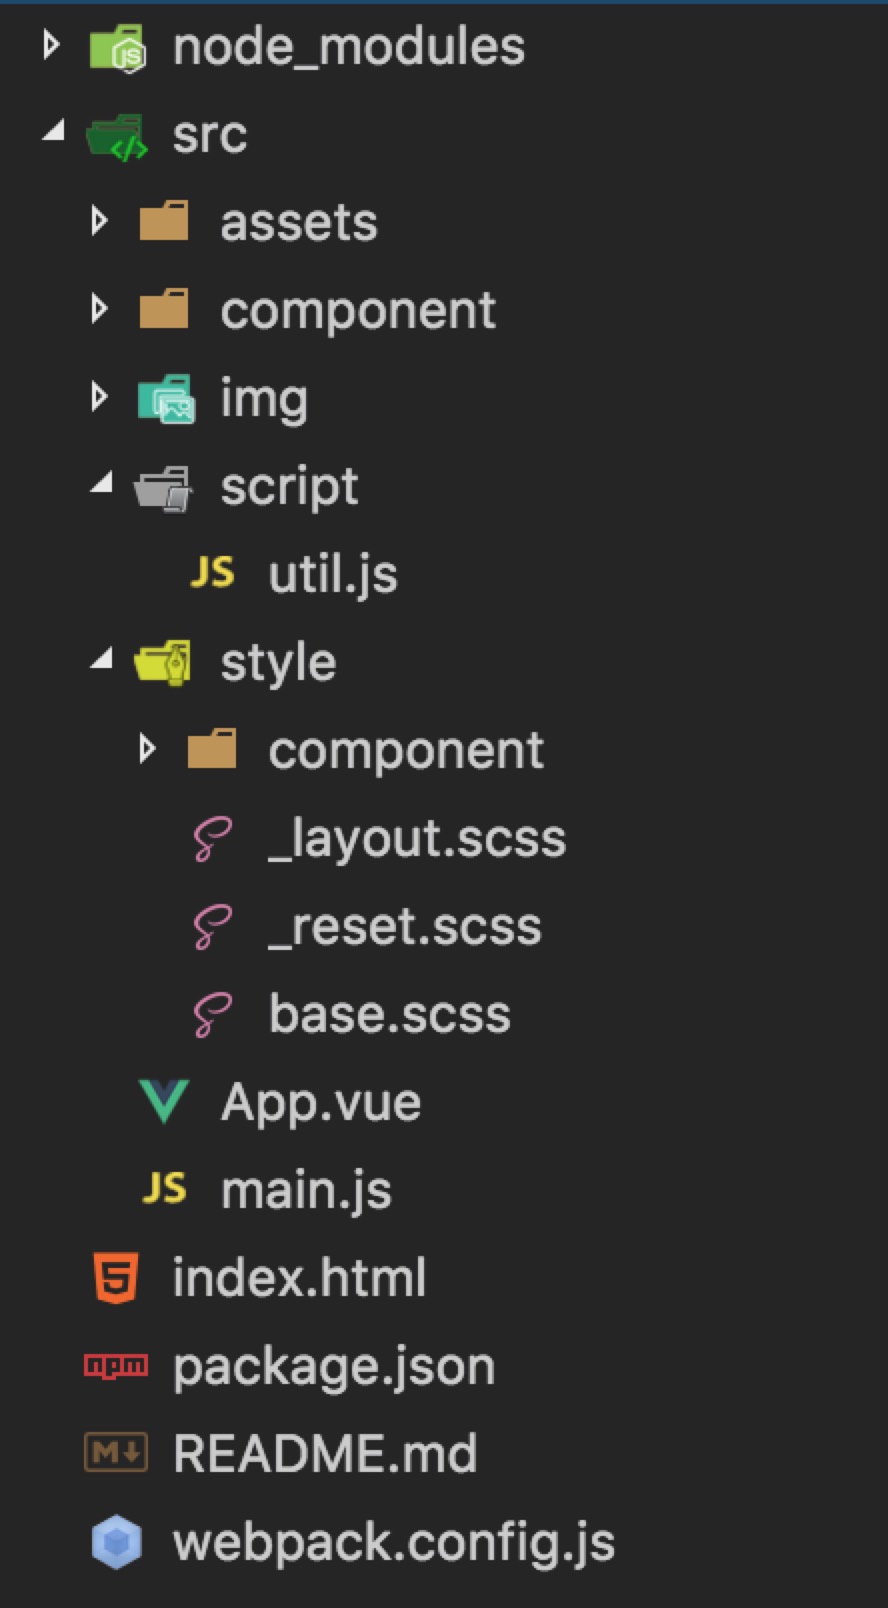 node_modules
src
assets
component
img
script
JS util.js
style
component
_layout.scss
_reset.scss
base.scss
App.vue
JS main.js
5 index.html
npm package.json
M README.md
webpack.config.js